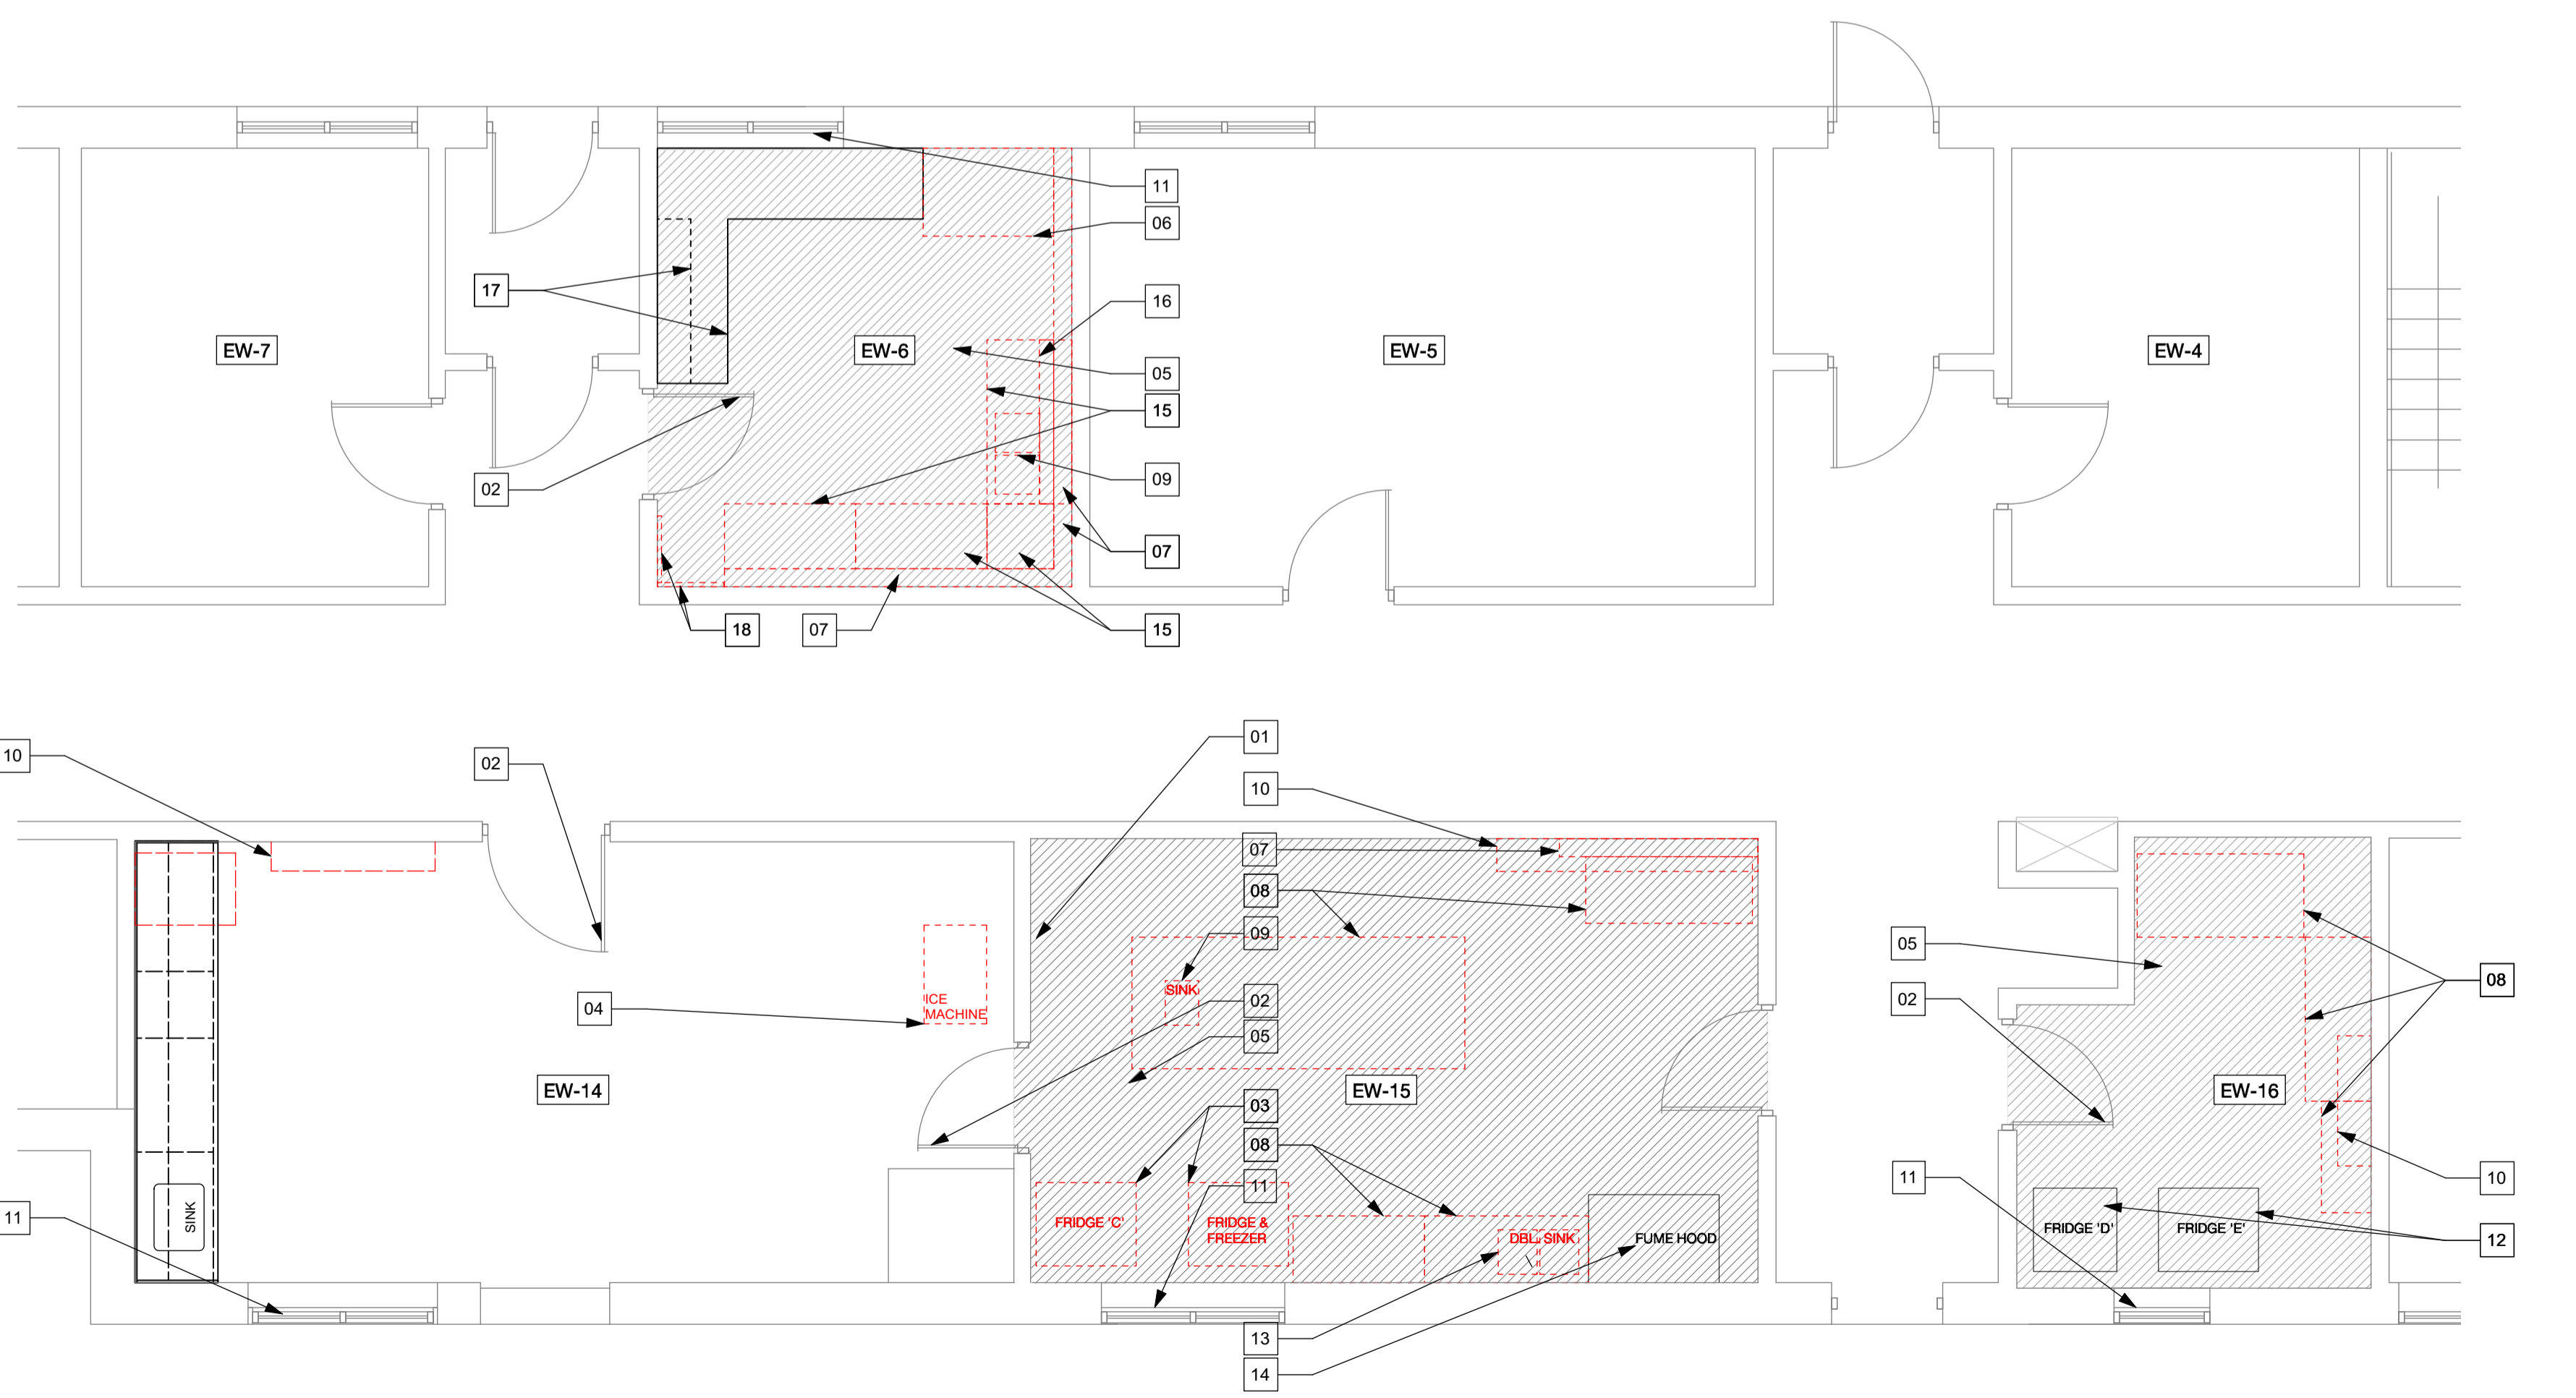 11
06
17
16
EW-7
EW-6
EW-5
EW-4
05
15
09
02
07
18
07
15
01
10
02
10
07
08
09
05
SINK
08
04
ICE
MACHINE
02
02
05
EW-14
EW-15
EW-16
03
08
11
10
11
SINK
FRIDGE 'C'
FRIDGE &
FREEZER
DBL SINK
FUME HOOD
FRIDGE 'D'
FRIDGE 'E'
12
13
14